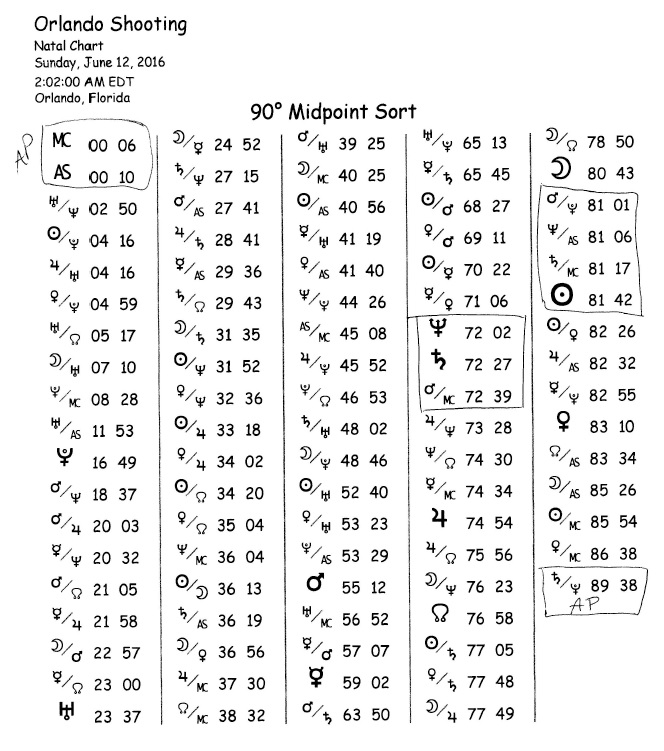 Orlando Shooting
Natal Chart
Sunday, June 12, 2016
2:02:00 AM EDT
Orlando, Florida
90° Midpoint Sort
AP
MC 00 06
AS 00 10
♅/♆ 02 50
☉/♇ 04 16
♃/♅ 04 16
♀/♇ 04 59
♅/☊ 05 17
☽/♅ 07 10
♇/MC 08 28
♅/AS 11 53
♇ 16 49
♂/♆ 18 37
♂/♃ 20 03
☿/♆ 20 32
♂/☊ 21 05
☿/♃ 21 58
☽/♂ 22 57
☿/☊ 23 00
♅ 23 37
☽/☿ 24 52
♄/♆ 27 15
♂/AS 27 41
♃/♄ 28 41
☿/AS 29 36
♄/☊ 29 43
☽/♄ 31 35
☉/♆ 31 52
♀/♆ 32 36
☉/♃ 33 18
♀/♃ 34 02
☉/☊ 34 20
♀/☊ 35 04
♆/MC 36 04
☉/☽ 36 13
♄/AS 36 19
☽/♀ 36 56
♃/MC 37 30
☊/MC 38 32
♂/♅ 39 25
☽/MC 40 25
☉/AS 40 56
☿/♅ 41 19
♀/AS 41 40
♆/♇ 44 26
AS/MC 45 08
♃/♇ 45 52
♇/☊ 46 53
♄/♅ 48 02
☽/♇ 48 46
☉/♅ 52 40
♀/♅ 53 23
♇/AS 53 29
♂ 55 12
♅/MC 56 52
☿/♂ 57 07
☿ 59 02
♂/♄ 63 50
♅/♇ 65 13
☿/♄ 65 45
☉/♂ 68 27
♀/♂ 69 11
☉/☿ 70 22
☿/♀ 71 06
♆ 72 02
♄ 72 27
♂/MC 72 39
♃/♆ 73 28
♆/☊ 74 30
☿/MC 74 34
♃ 74 54
♃/☊ 75 56
☽/♆ 76 23
☊ 76 58
☉/♄ 77 05
♀/♄ 77 48
☽/♃ 77 49
☽/☊ 78 50
☽ 80 43
♂/♇ 81 01
♆/AS 81 06
♄/MC 81 17
☉ 81 42
☉/♀ 82 26
♃/AS 82 32
☿/♇ 82 55
♀ 83 10
☊/AS 83 34
☽/AS 85 26
☉/MC 85 54
♀/MC 86 38
♄/♇ 89 38
AP